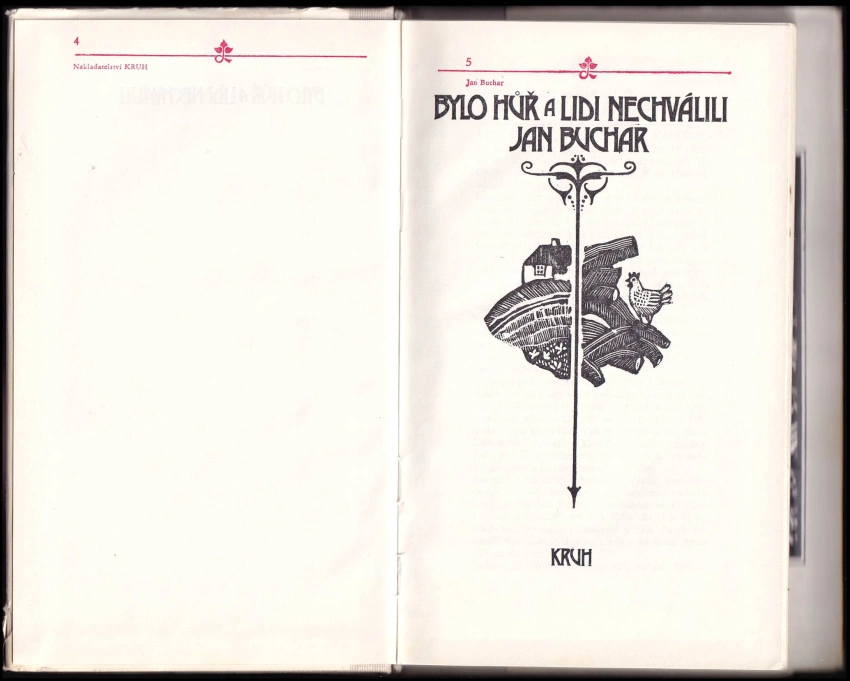 4
Nakladatelství KRUH
5
Jan Buchar
BYLO HŮŘ A LIDI NECHVÁLILI
JAN BUCHAR
KRUH